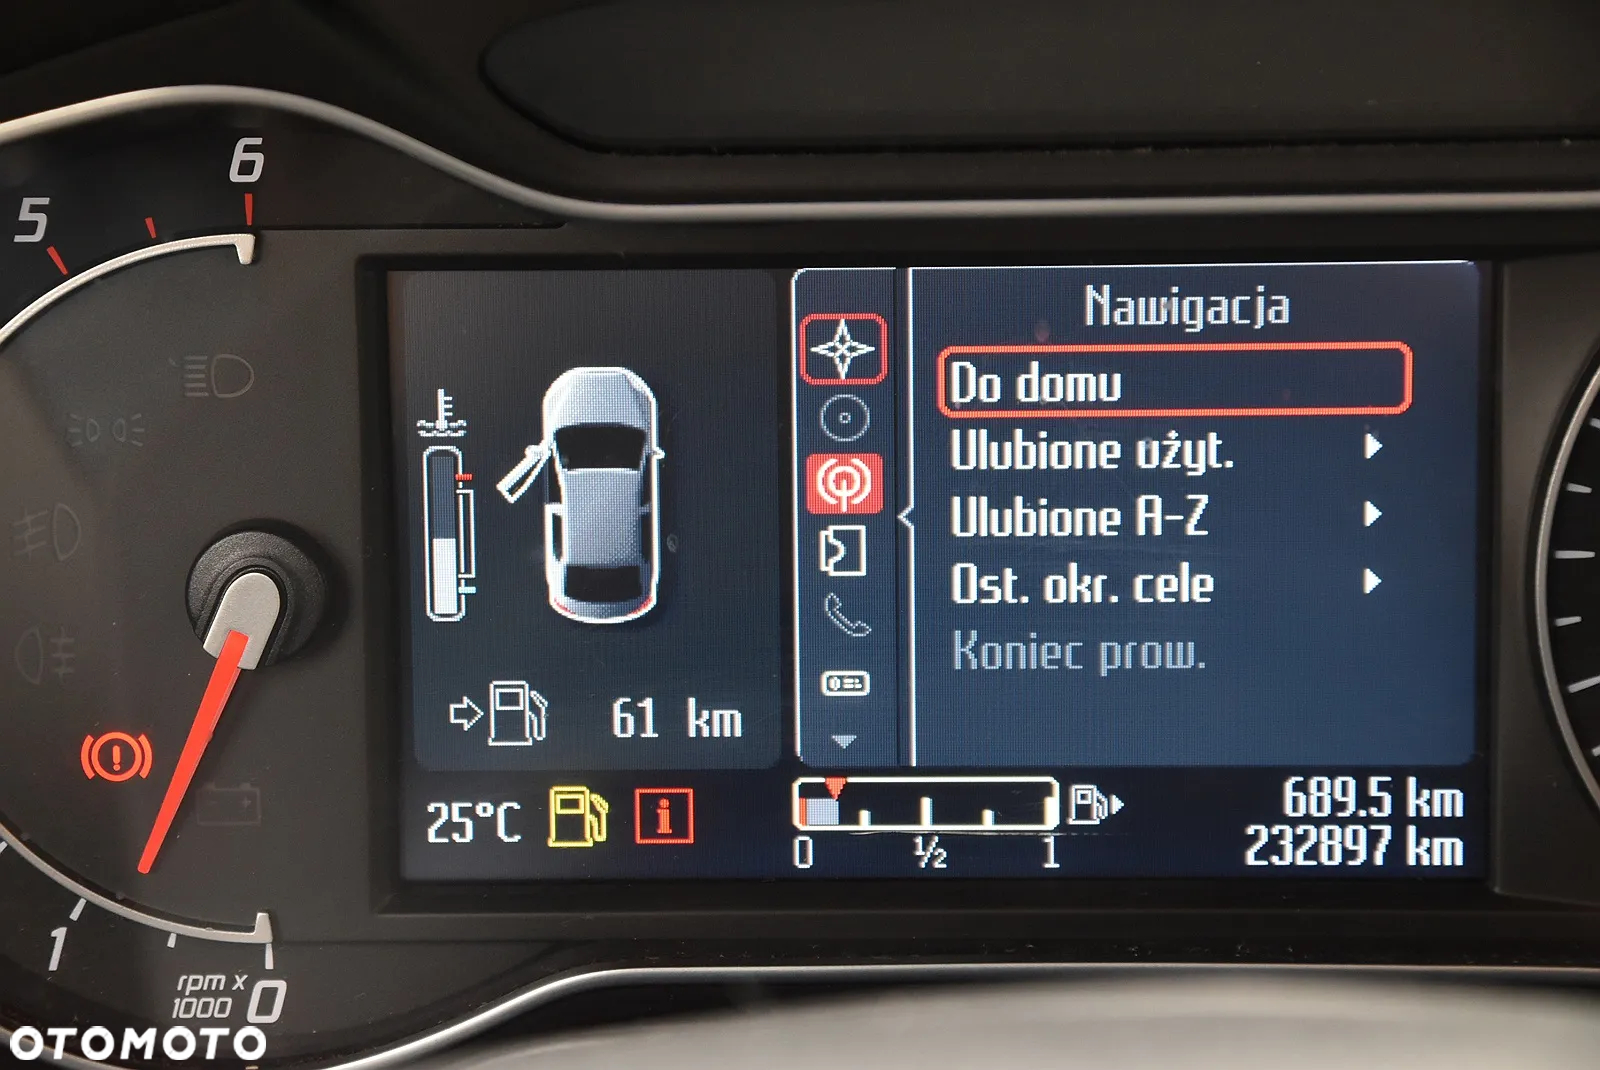 6
5
Nawigacja
Do domu
Ulubione użyt.
Ulubione A-Z
Ost. okr. cele
Koniec prow.
61 km
25°C
i
0 ½ 1
689.5 km
232897 km
1
rpm x
1000
0
OTOMOTO